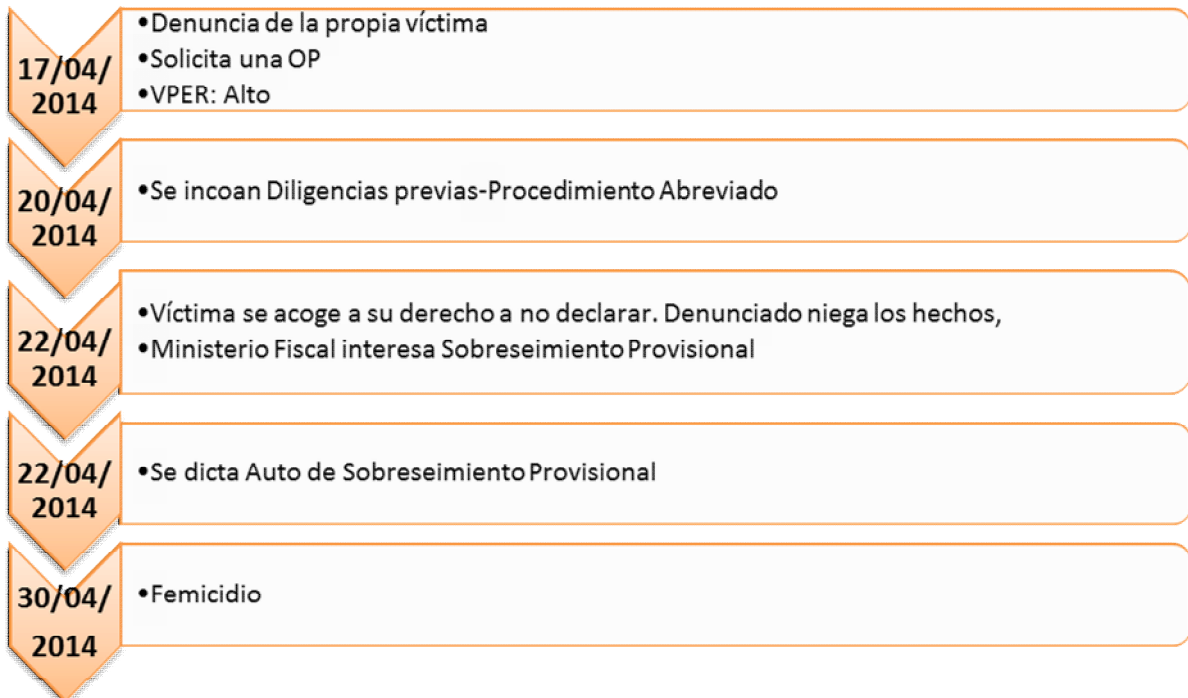 17/04/
2014
•Denuncia de la propia víctima
•Solicita una OP
•VPER: Alto
20/04/
2014
•Se incoan Diligencias previas-Procedimiento Abreviado
22/04/
2014
•Víctima se acoge a su derecho a no declarar. Denunciado niega los hechos,
•Ministerio Fiscal interesa Sobreseimiento Provisional
22/04/
2014
•Se dicta Auto de Sobreseimiento Provisional
30/04/
2014
•Femicidio